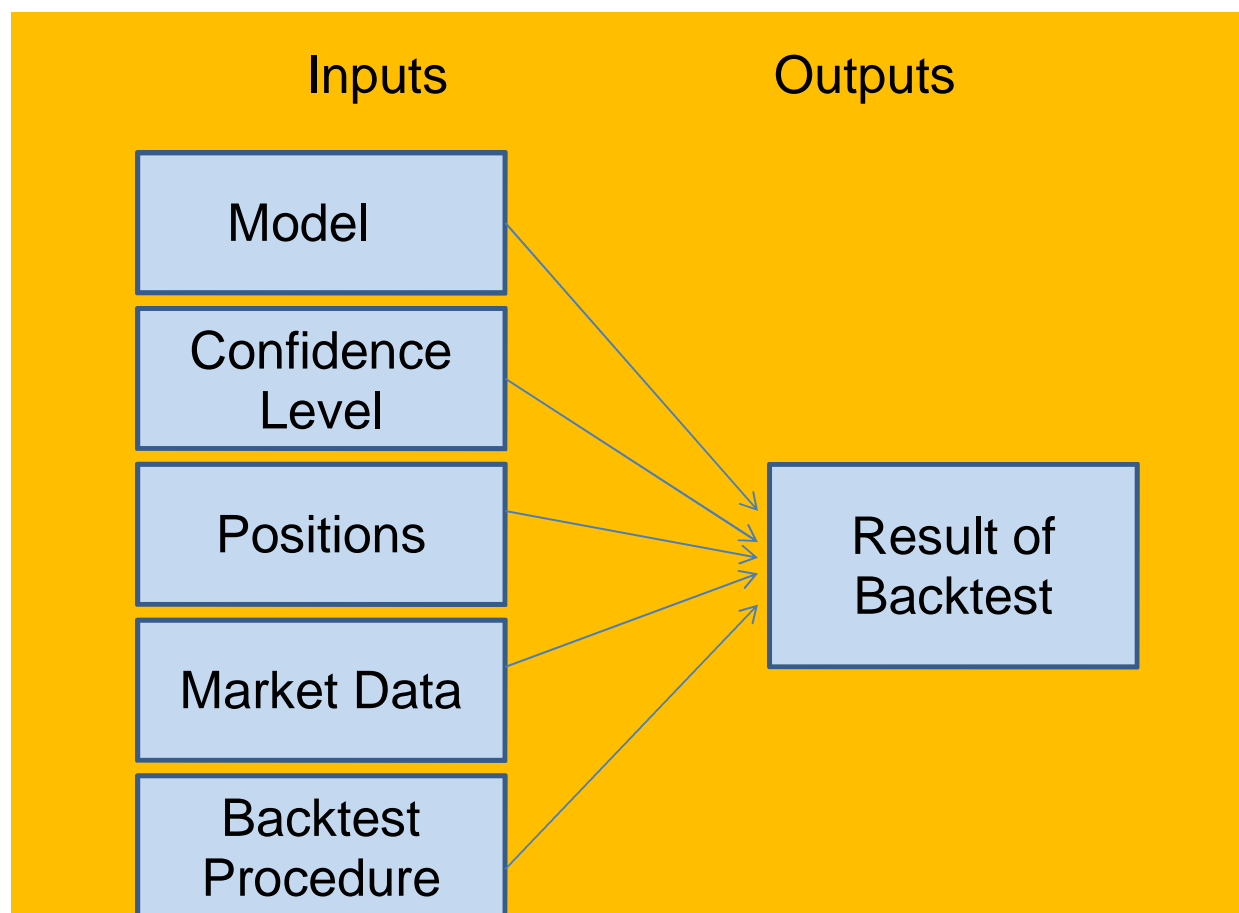 Inputs
Outputs
Model
Confidence
Level
Positions
Market Data
Backtest
Procedure
Result of
Backtest